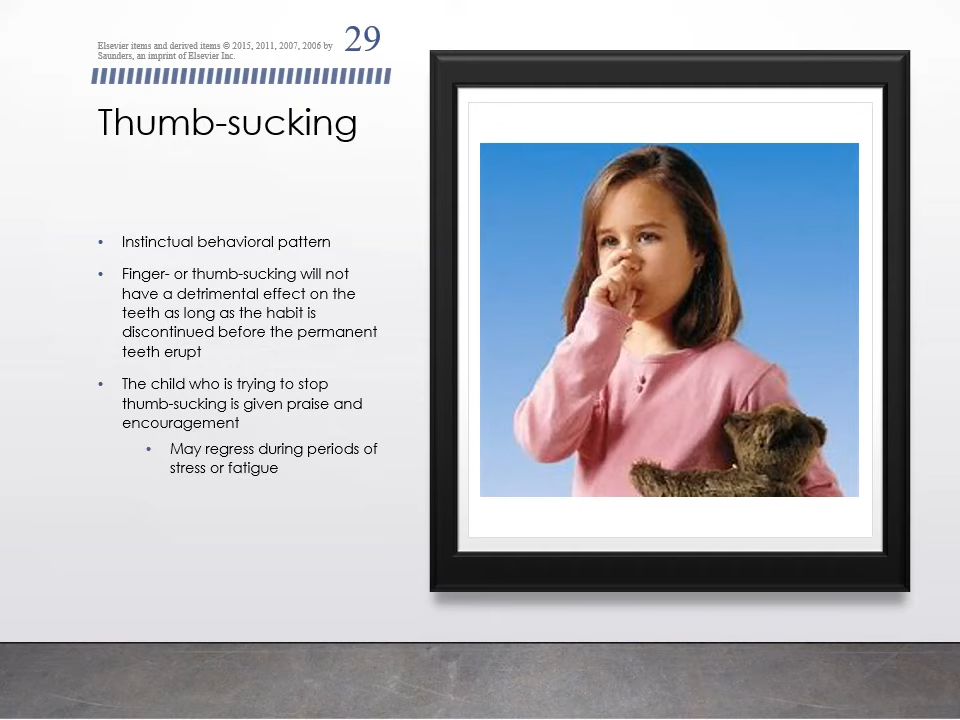 Elsevier items and derived items © 2015, 2011, 2007, 2006 by
Saunders, an imprint of Elsevier Inc.
29
Thumb-sucking
• Instinctual behavioral pattern
• Finger- or thumb-sucking will not
have a detrimental effect on the
teeth as long as the habit is
discontinued before the permanent
teeth erupt
• The child who is trying to stop
thumb-sucking is given praise and
encouragement
• May regress during periods of
stress or fatigue